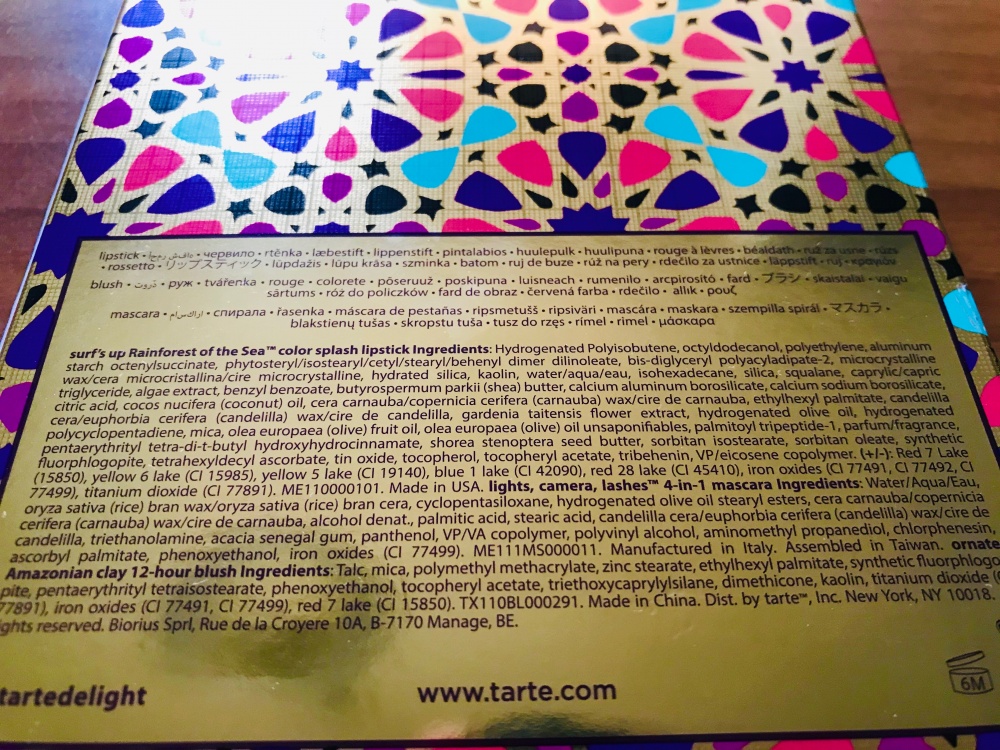 lipstick • червило • rtěnka • læbestift • lippenstift • pintalabios • huulepulk • huulipuna • rouge à lèvres • béaldath • ruž za usne • rúzs
• rossetto • リップスティック • lūpdažis • lūpu krāsa • szminka • batom • ruj de buze • rúž na pery • rdečilo za ustnice • läppstift • ruj • κραγιόν
blush • ڊروت • руж • tvářenka • rouge • colorete • põseruuž • poskipuna • luisneach • rumenilo • arcpirosító • fard • ブラシ • skaistalai • vaigu
sārtums • róż do policzków • fard de obraz • červená farba • rdečilo • allik • ρουζ
mascara • спирала • řasenka • máscara de pestañas • ripsmetušš • ripsiväri • mascára • maskara • szempilla spirál • マスカラ •
blakstienų tušas • skropstu tuša • tusz do rzęs • rímel • rimel • μάσκαρα
surf's up Rainforest of the Sea™ color splash lipstick Ingredients: Hydrogenated Polyisobutene, octyldodecanol, polyethylene, aluminum
starch octenylsuccinate, phytosteryl/isostearyl/cetyl/stearyl/behenyl dimer dilinoleate, bis-diglyceryl polyacyladipate-2, microcrystalline
wax/cera microcristallina/cire microcrystalline, hydrated silica, kaolin, water/aqua/eau, isohexadecane, silica, squalane, caprylic/capric
triglyceride, algae extract, benzyl benzoate, butyrospermum parkii (shea) butter, calcium aluminum borosilicate, calcium sodium borosilicate,
citric acid, cocos nucifera (coconut) oil, cera carnauba/copernicia cerifera (carnauba) wax/cire de carnauba, ethylhexyl palmitate, candelilla
cera/euphorbia cerifera (candelilla) wax/cire de candelilla, gardenia taitensis flower extract, hydrogenated olive oil, hydrogenated
polycyclopentadiene, mica, olea europaea (olive) fruit oil, olea europaea (olive) oil unsaponifiables, palmitoyl tripeptide-1, parfum/fragrance,
pentaerythrityl tetra-di-t-butyl hydroxyhydrocinnamate, shorea stenoptera seed butter, sorbitan isostearate, sorbitan oleate, synthetic
fluorphlogopite, tetrahexyldecyl ascorbate, tin oxide, tocopherol, tocopheryl acetate, tribehenin, VP/eicosene copolymer. (+/-): Red 7 Lake
(15850), yellow 6 lake (CI 15985), yellow 5 lake (CI 19140), blue 1 lake (CI 42090), red 28 lake (CI 45410), iron oxides (CI 77491, CI 77492, CI
77499), titanium dioxide (CI 77891). ME110000101. Made in USA. lights, camera, lashes™ 4-in-1 mascara Ingredients: Water/Aqua/Eau,
oryza sativa (rice) bran wax/oryza sativa (rice) bran cera, cyclopentasiloxane, hydrogenated olive oil stearyl esters, cera carnauba/copernicia
cerifera (carnauba) wax/cire de carnauba, alcohol denat., palmitic acid, stearic acid, candelilla cera/euphorbia cerifera (candelilla) wax/cire de
candelilla, triethanolamine, acacia senegal gum, panthenol, VP/VA copolymer, polyvinyl alcohol, aminomethyl propanediol, chlorphenesin,
ascorbyl palmitate, phenoxyethanol, iron oxides (CI 77499). ME111MS000011. Manufactured in Italy. Assembled in Taiwan. ornate
Amazonian clay 12-hour blush Ingredients: Talc, mica, polymethyl methacrylate, zinc stearate, ethylhexyl palmitate, synthetic fluorphlogo
pite, pentaerythrityl tetraisostearate, phenoxyethanol, tocopheryl acetate, triethoxycaprylylsilane, dimethicone, kaolin, titanium dioxide
77891), iron oxides (CI 77491, CI 77499), red 7 lake (CI 15850). TX110BL000291. Made in China. Dist. by tarte™, Inc. New York, NY 10018.
ghts reserved. Biorius Sprl, Rue de la Croyere 10A, B-7170 Manage, BE.
tartedelight
www.tarte.com
6M